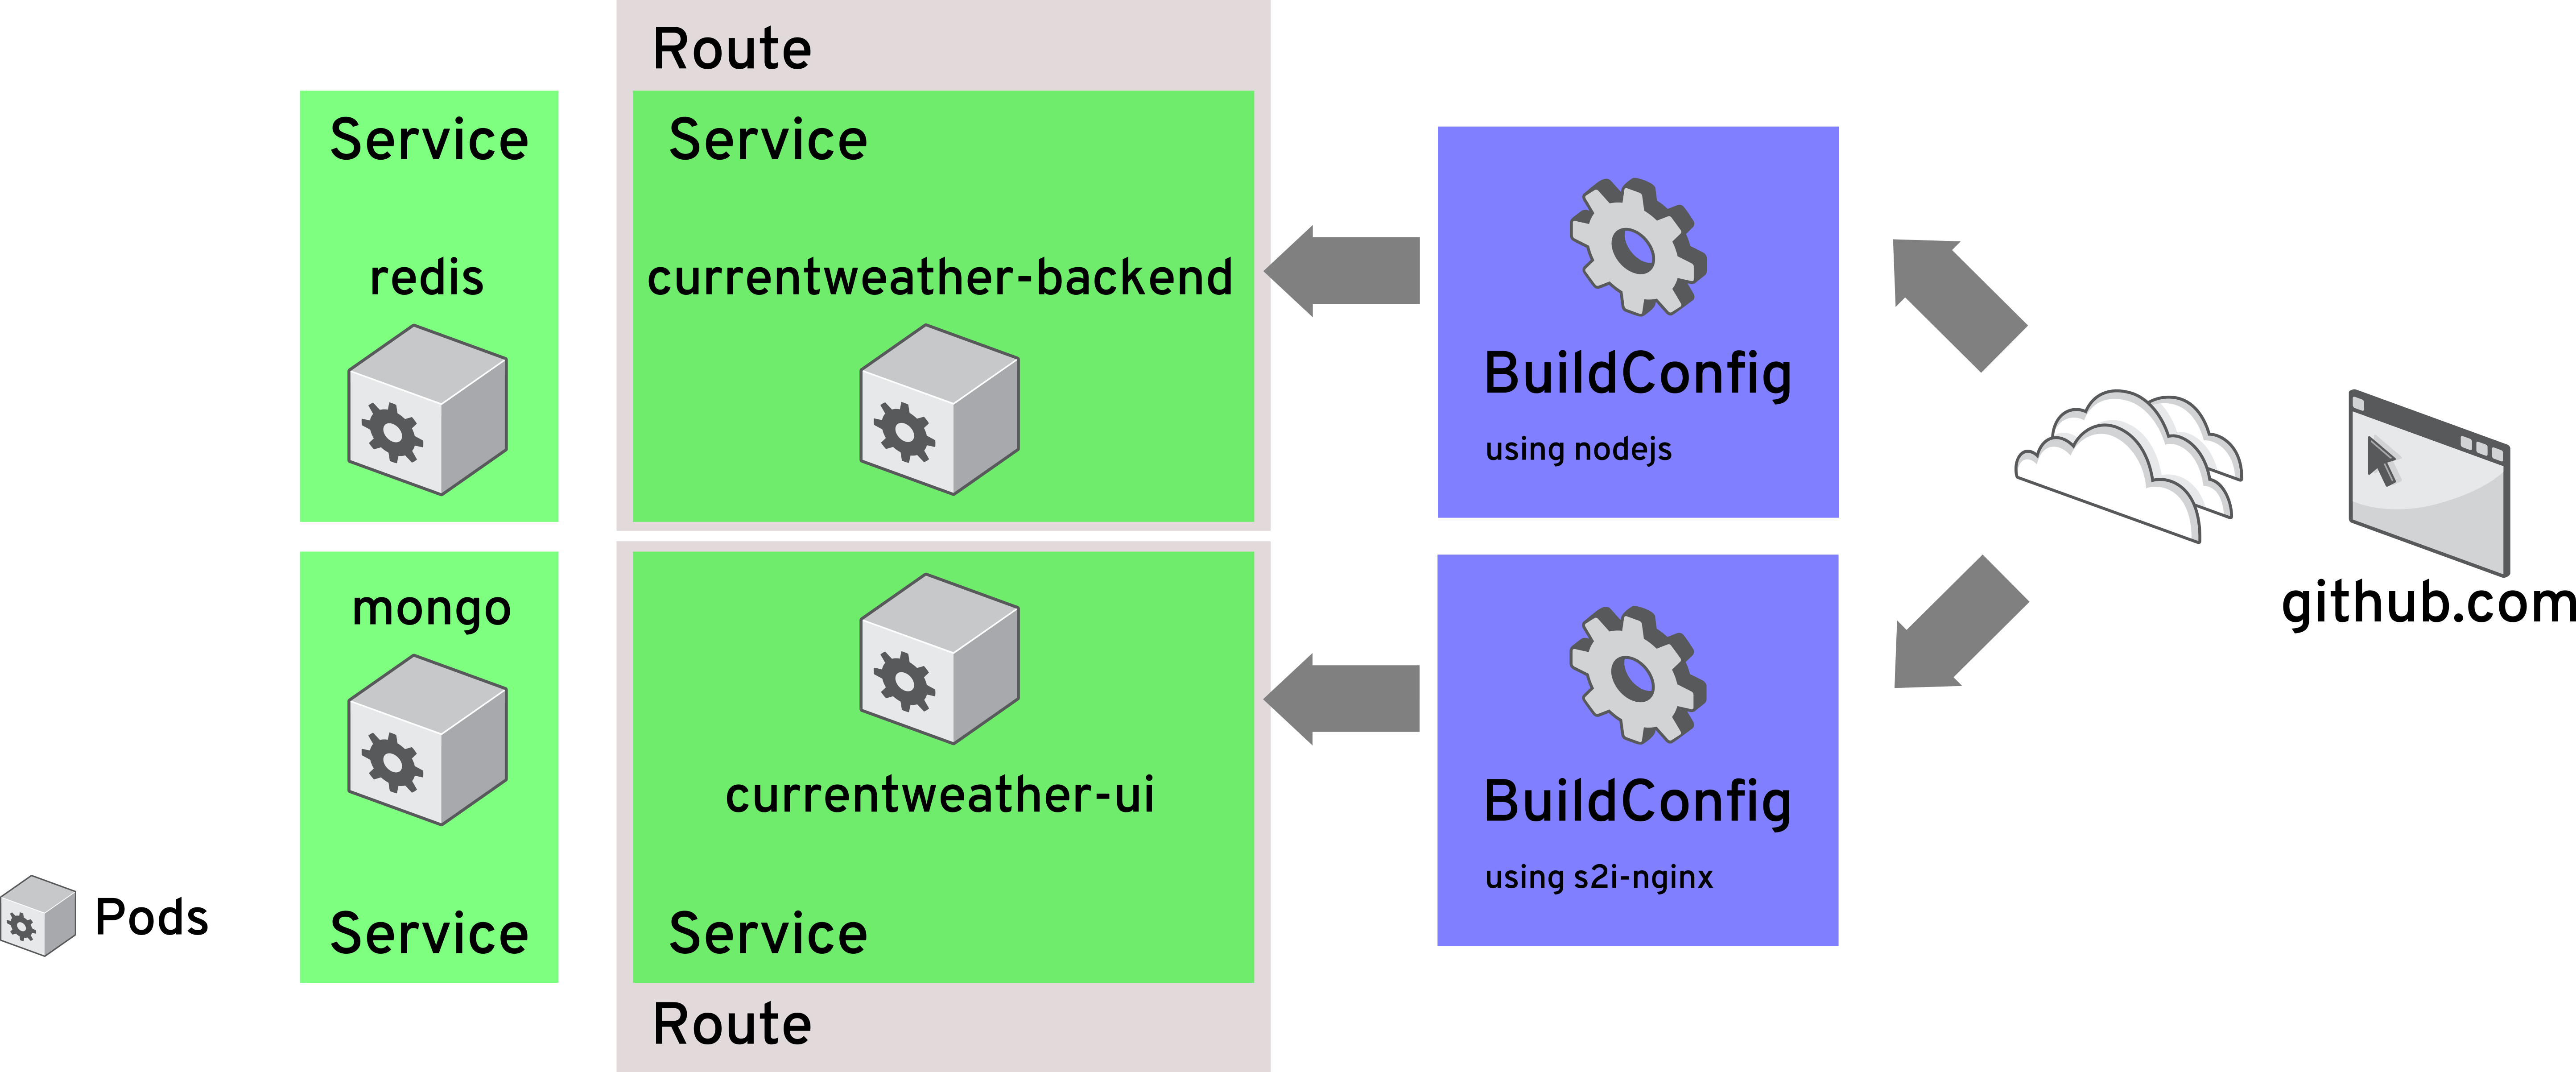 Route
Service
Service
redis
currentweather-backend
BuildConfig
using nodejs
github.com
mongo
currentweather-ui
BuildConfig
using s2i-nginx
Pods
Service
Service
Route